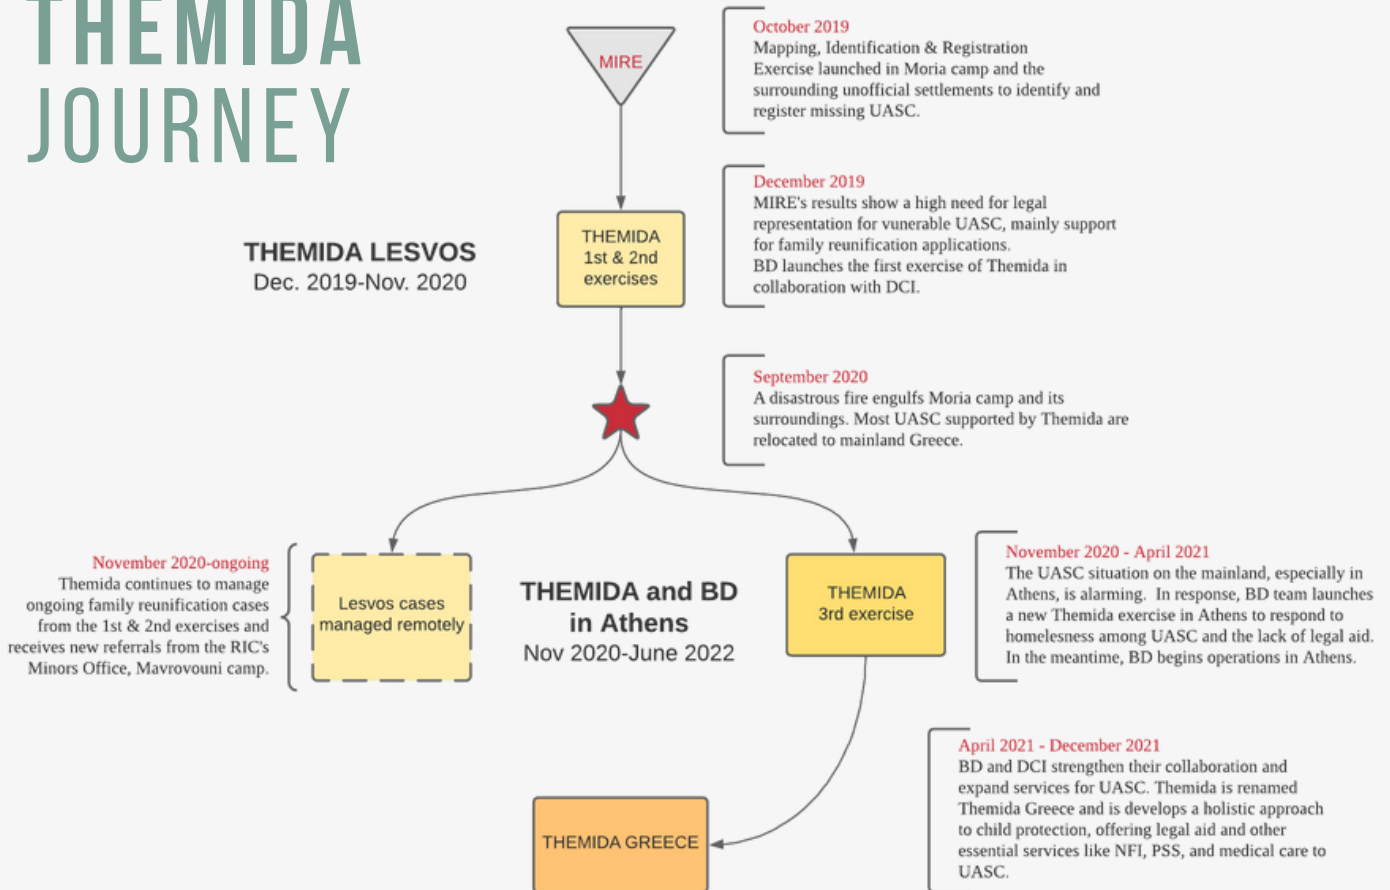 THEMIDA
JOURNEY
MIRE
October 2019
Mapping, Identification & Registration
Exercise launched in Moria camp and the
surrounding unofficial settlements to identify and
register missing UASC.
THEMIDA LESVOS
Dec. 2019-Nov. 2020
THEMIDA
1st & 2nd
exercises
December 2019
MIRE's results show a high need for legal
representation for vunerable UASC, mainly support
for family reunification applications.
BD launches the first exercise of Themida in
collaboration with DCI.
September 2020
A disastrous fire engulfs Moria camp and its
surroundings. Most UASC supported by Themida are
relocated to mainland Greece.
November 2020-ongoing
Themida continues to manage
ongoing family reunification cases
from the 1st & 2nd exercises and
receives new referrals from the RIC's
Minors Office, Mavrovouni camp.
Lesvos cases
managed remotely
THEMIDA and BD
in Athens
Nov 2020-June 2022
THEMIDA
3rd exercise
November 2020 - April 2021
The UASC situation on the mainland, especially in
Athens, is alarming. In response, BD team launches
a new Themida exercise in Athens to respond to
homelesness among UASC and the lack of legal aid.
In the meantime, BD begins operations in Athens.
THEMIDA GREECE
April 2021 - December 2021
BD and DCI strengthen their collaboration and
expand services for UASC. Themida is renamed
Themida Greece and is develops a holistic approach
to child protection, offering legal aid and other
essential services like NFI, PSS, and medical care to
UASC.